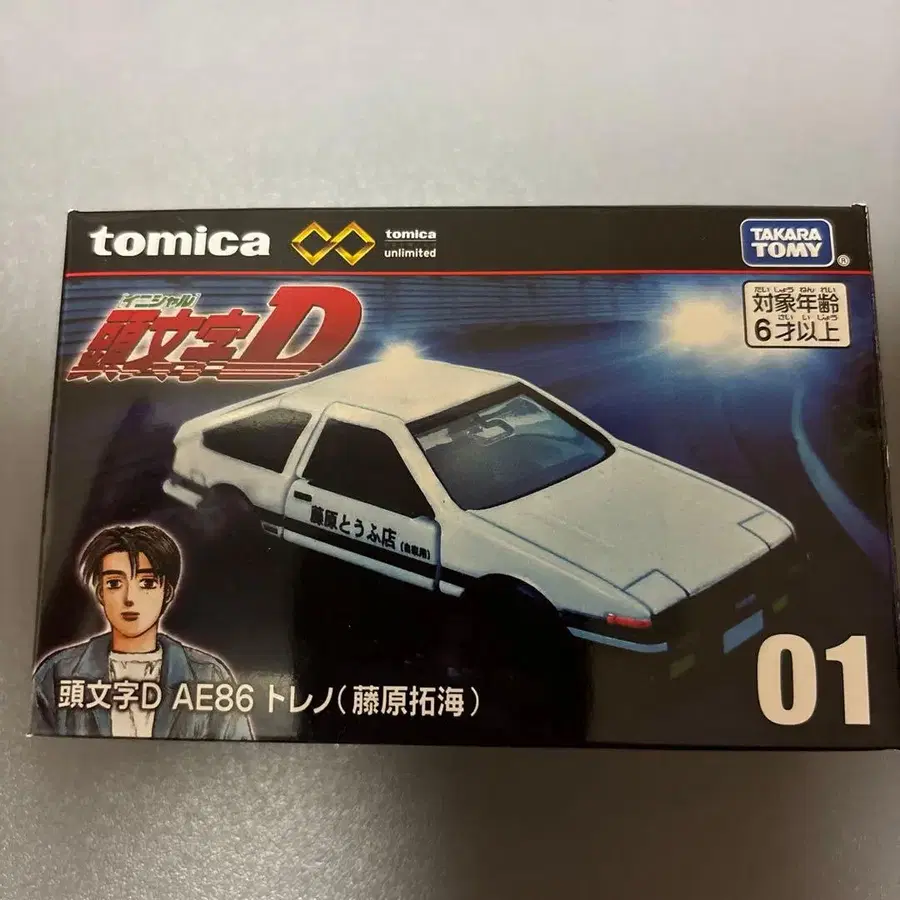 tomica
tomica
unlimited
TAKARA
TOMY
®
イニシャル
頭文字D
たいしょうねんれい
対象年齢
さいいじょう
6才以上
藤原とうふ店(自家用)
頭文字D AE86 トレノ(藤原拓海)
01